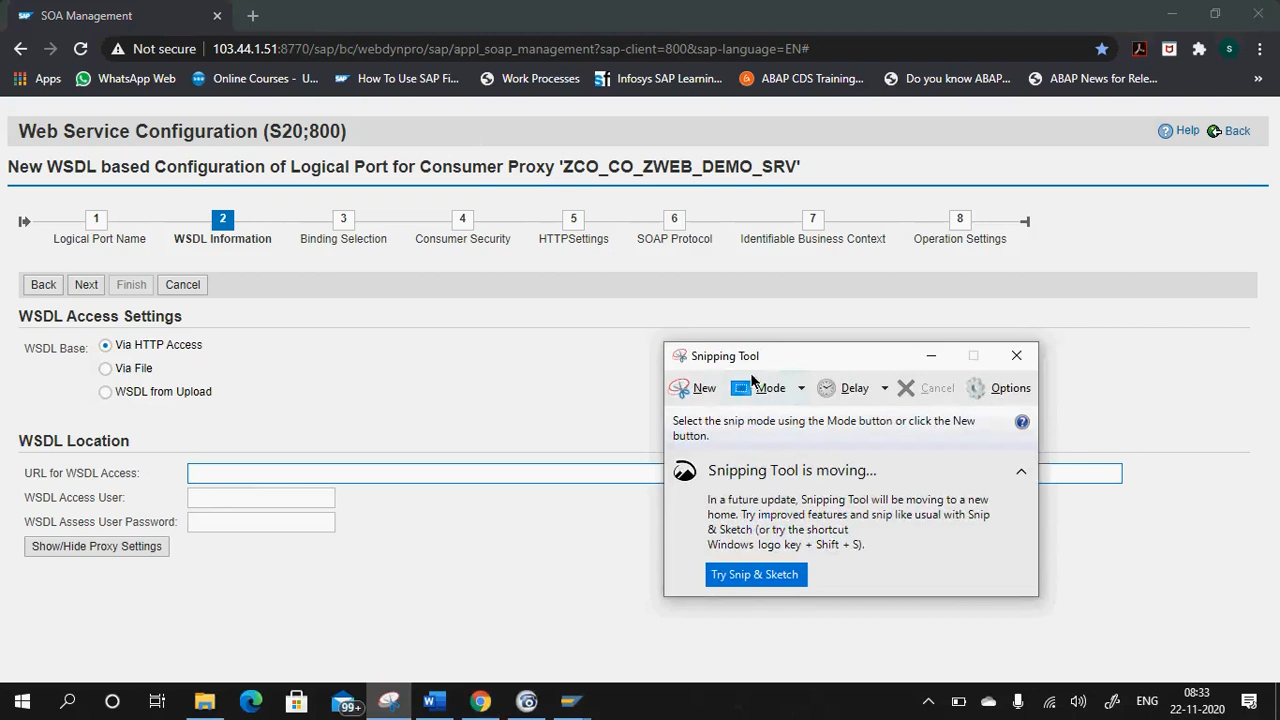 SOA Management
Not secure 103.44.1.51:8770/sap/bc/webdynpro/sap/appl_soap_management?sap-client=800&sap-language=EN#
S
Apps WhatsApp Web Online Courses - U... How To Use SAP Fi... Work Processes Infosys SAP Learnin... ABAP CDS Training... Do you know ABAP... ABAP News for Rele... »
Web Service Configuration (S20;800)
Help Back
New WSDL based Configuration of Logical Port for Consumer Proxy 'ZCO_CO_ZWEB_DEMO_SRV'
1 2 3 4 5 6 7 8
Logical Port Name WSDL Information Binding Selection Consumer Security HTTPSettings SOAP Protocol Identifiable Business Context Operation Settings
Back Next Finish Cancel
WSDL Access Settings
WSDL Base: Via HTTP Access
Via File
WSDL from Upload
WSDL Location
URL for WSDL Access:
WSDL Access User:
WSDL Assess User Password:
Show/Hide Proxy Settings
Snipping Tool
New Mode Delay Cancel Options
Select the snip mode using the Mode button or click the New
button.
Snipping Tool is moving...
In a future update, Snipping Tool will be moving to a new
home. Try improved features and snip like usual with Snip
& Sketch (or try the shortcut
Windows logo key + Shift + S).
Try Snip & Sketch
99+
ENG
08:33
22-11-2020